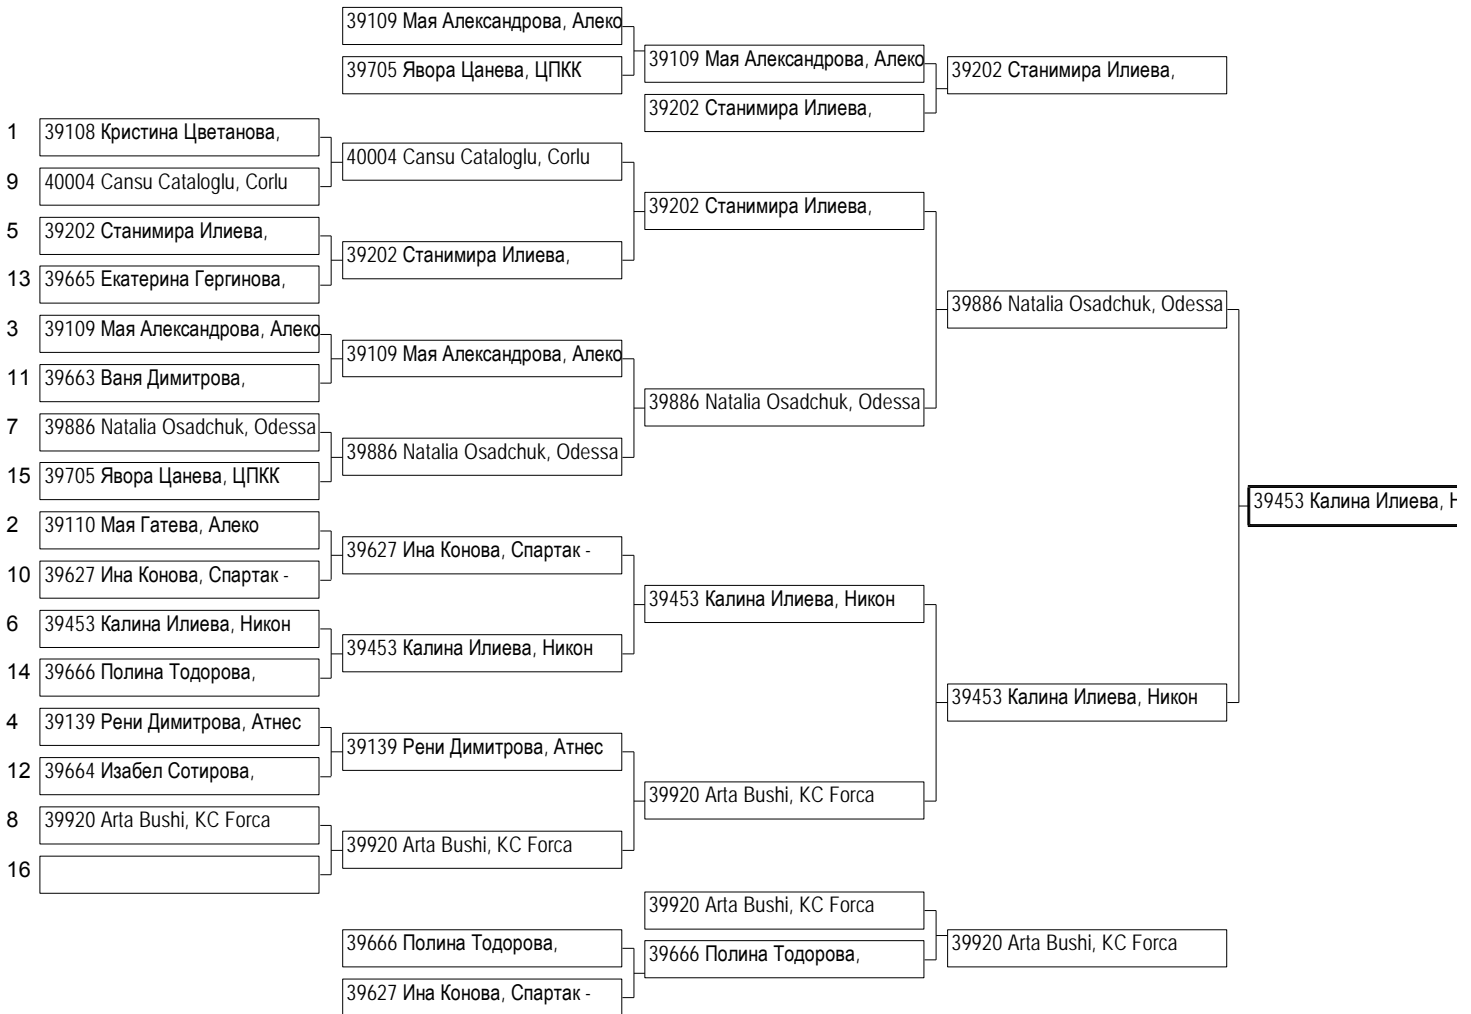 39109 Мая Александрова, Алеко
39705 Явора Цанева, ЦПКК
39109 Мая Александрова, Алеко
39202 Станимира Илиева,
39202 Станимира Илиева,
1 39108 Кристина Цветанова,
9 40004 Cansu Cataloglu, Corlu
5 39202 Станимира Илиева,
13 39665 Екатерина Гергинова,
3 39109 Мая Александрова, Алеко
11 39663 Ваня Димитрова,
7 39886 Natalia Osadchuk, Odessa
15 39705 Явора Цанева, ЦПКК
2 39110 Мая Гатева, Алеко
10 39627 Ина Конова, Спартак -
6 39453 Калина Илиева, Никон
14 39666 Полина Тодорова,
4 39139 Рени Димитрова, Атнес
12 39664 Изабел Сотирова,
8 39920 Arta Bushi, KC Forca
16
40004 Cansu Cataloglu, Corlu
39202 Станимира Илиева,
39109 Мая Александрова, Алеко
39886 Natalia Osadchuk, Odessa
39627 Ина Конова, Спартак -
39453 Калина Илиева, Никон
39139 Рени Димитрова, Атнес
39920 Arta Bushi, KC Forca
39202 Станимира Илиева,
39886 Natalia Osadchuk, Odessa
39453 Калина Илиева, Никон
39920 Arta Bushi, KC Forca
39886 Natalia Osadchuk, Odessa
39453 Калина Илиева, Никон
39453 Калина Илиева,
39666 Полина Тодорова,
39627 Ина Конова, Спартак -
39920 Arta Bushi, KC Forca
39666 Полина Тодорова,
39920 Arta Bushi, KC Forca